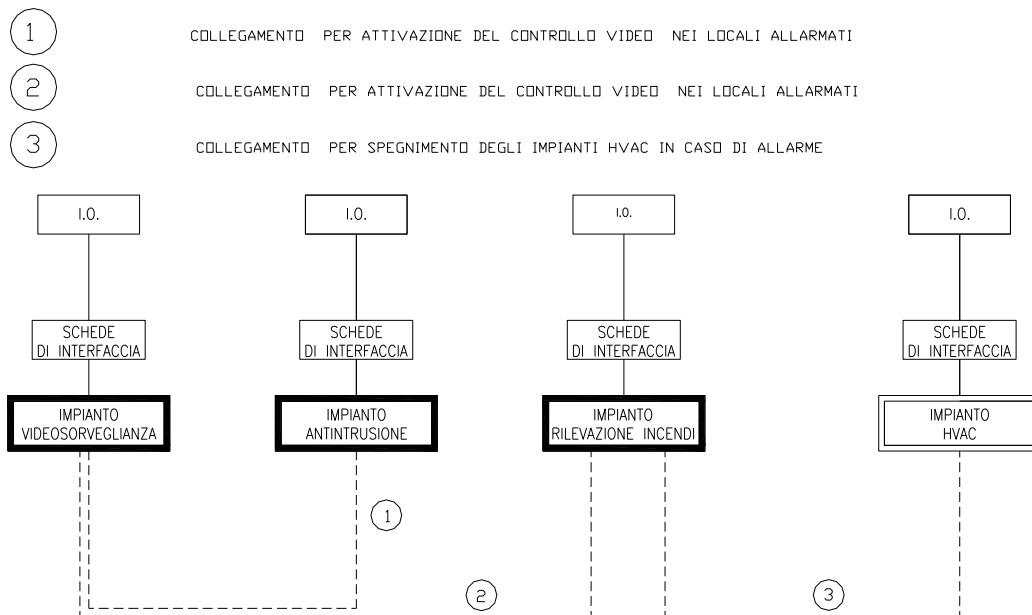 1 COLLEGAMENTO PER ATTIVAZIONE DEL CONTROLLO VIDEO NEI LOCALI ALLARMATI
2 COLLEGAMENTO PER ATTIVAZIONE DEL CONTROLLO VIDEO NEI LOCALI ALLARMATI
3 COLLEGAMENTO PER SPEGNIMENTO DEGLI IMPIANTI HVAC IN CASO DI ALLARME
I.O.
I.O.
I.O.
I.O.
SCHEDE
DI INTERFACCIA
SCHEDE
DI INTERFACCIA
SCHEDE
DI INTERFACCIA
SCHEDE
DI INTERFACCIA
IMPIANTO
VIDEOSORVEGLIANZA
IMPIANTO
ANTINTRUSIONE
IMPIANTO
RILEVAZIONE INCENDI
IMPIANTO
HVAC
1
2
3